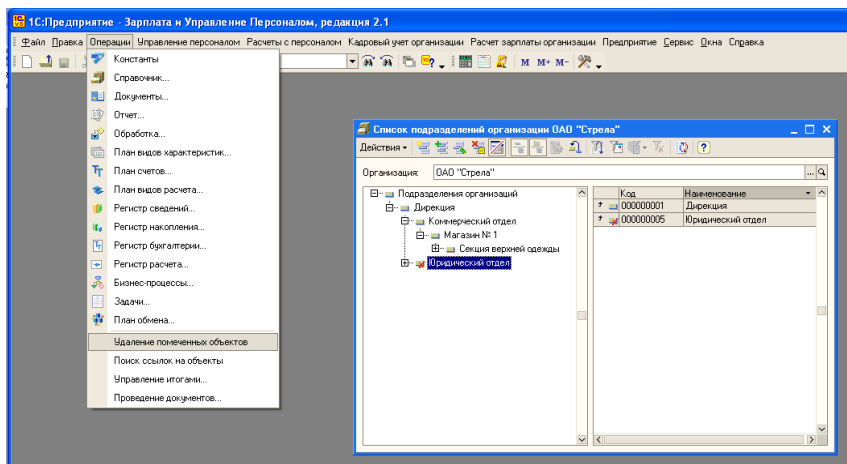 1С:Предприятие - Зарплата и Управление Персоналом, редакция 2.1
Файл Правка Операции Управление персоналом Расчеты с персоналом Кадровый учет организации Расчет зарплаты организации Предприятие Сервис Окна Справка
M M+ M-
Константы
Справочник...
Документы...
Отчет...
Обработка...
План видов характеристик...
План счетов...
План видов расчета...
Регистр сведений...
Регистр накопления...
Регистр бухгалтерии...
Регистр расчета...
Бизнес-процессы...
Задачи...
План обмена...
Удаление помеченных объектов
Поиск ссылок на объекты
Управление итогами...
Проведение документов...
Список подразделений организации ОАО "Стрела"
Действия
Организация: ОАО "Стрела" ...
Подразделения организаций
Дирекция
Коммерческий отдел
Магазин № 1
Секция верхней одежды
Юридический отдел
Код Наименование
000000001 Дирекция
000000005 Юридический отдел